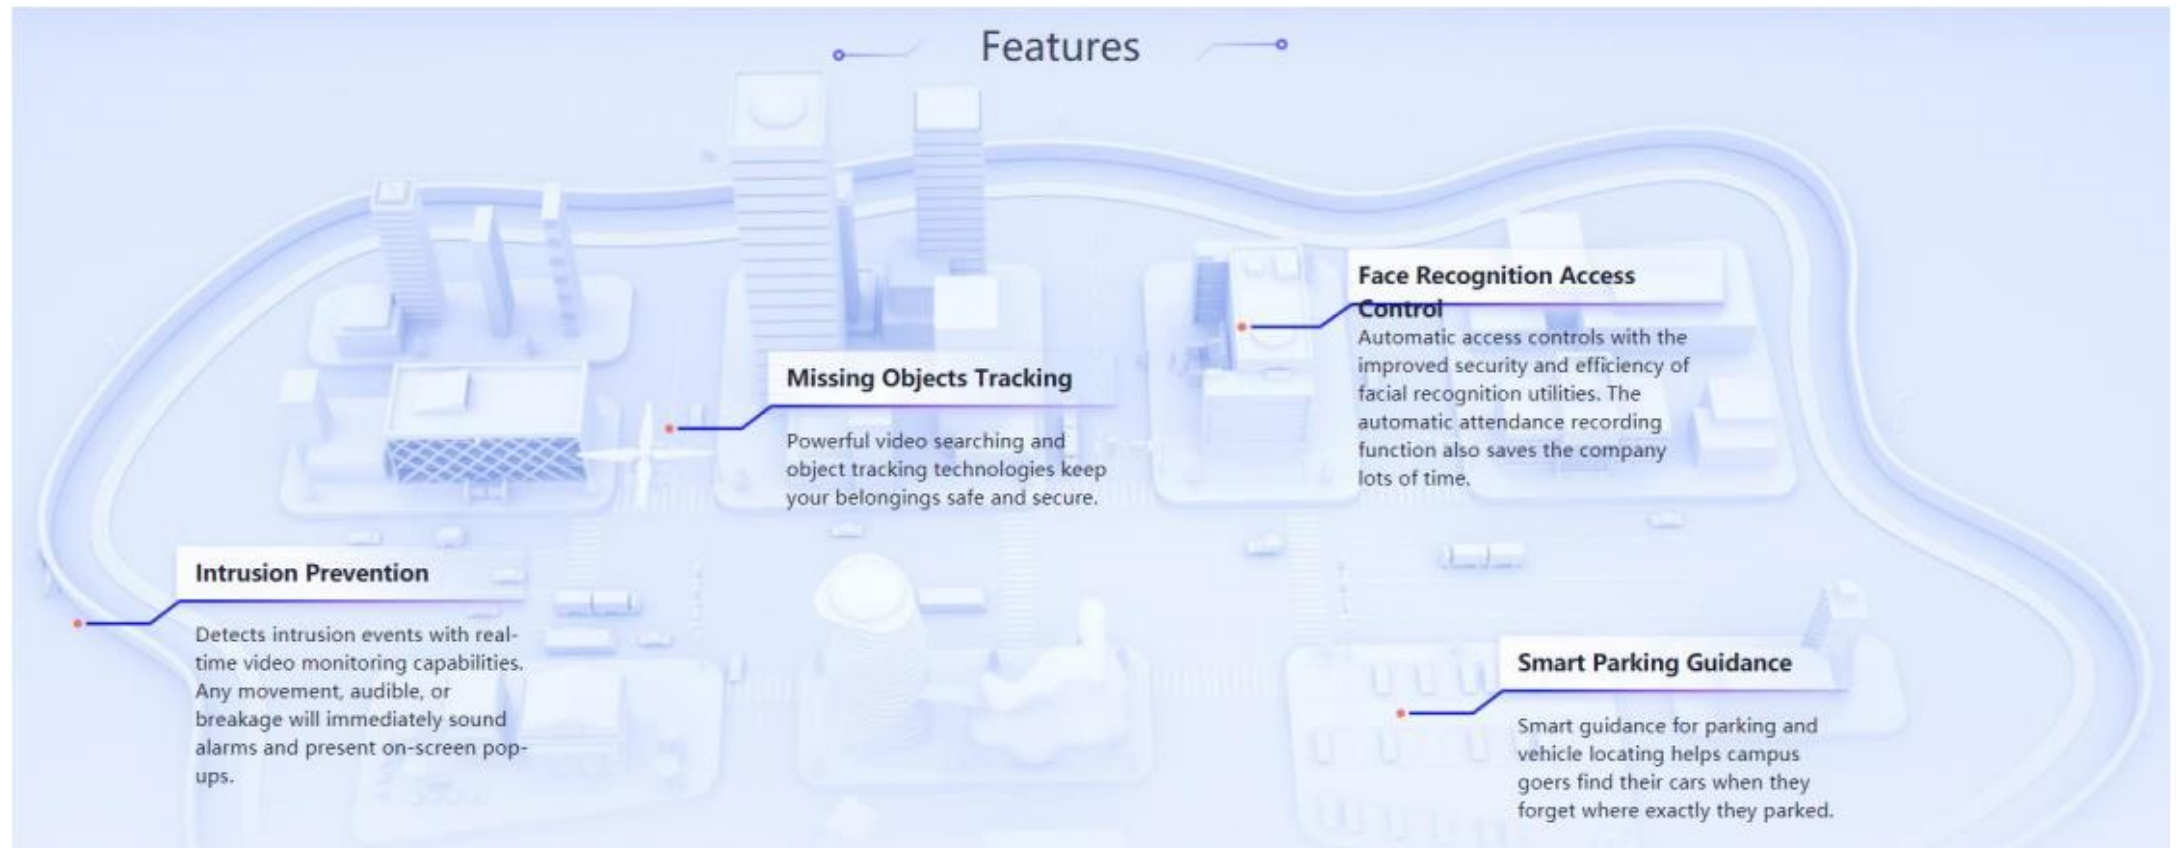 Features
Face Recognition Access
Control
Automatic access controls with the
improved security and efficiency of
facial recognition utilities. The
automatic attendance recording
function also saves the company
lots of time.
Missing Objects Tracking
Powerful video searching and
object tracking technologies keep
your belongings safe and secure.
Intrusion Prevention
Detects intrusion events with real-
time video monitoring capabilities.
Any movement, audible, or
breakage will immediately sound
alarms and present on-screen pop-
ups.
Smart Parking Guidance
Smart guidance for parking and
vehicle locating helps campus
goers find their cars when they
forget where exactly they parked.